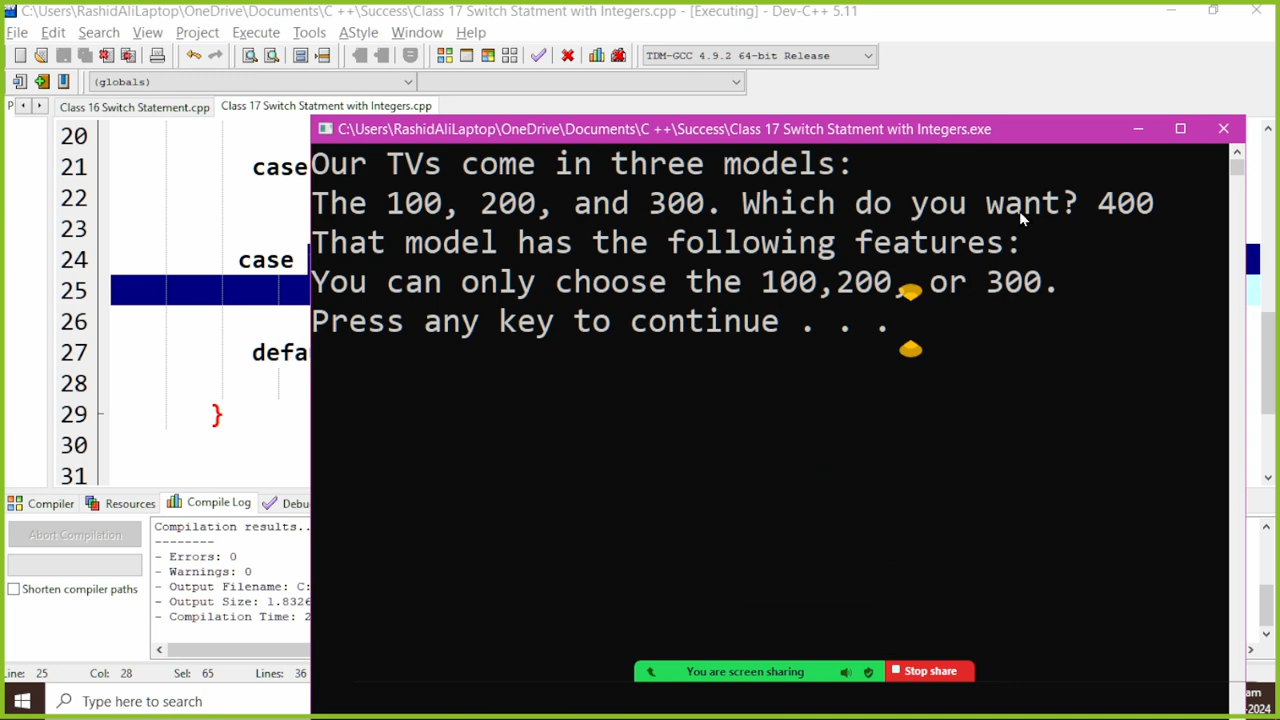 C:\Users\RashidAliLaptop\OneDrive\Documents\C ++\Success\Class 17 Switch Statment with Integers.cpp - [Executing] - Dev-C++ 5.11
File Edit Search View Project Execute Tools AStyle Window Help
TDM-GCC 4.9.2 64-bit Release
(globals)
Class 16 Switch Statement.cpp Class 17 Switch Statment with Integers.cpp
C:\Users\RashidAliLaptop\OneDrive\Documents\C ++\Success\Class 17 Switch Statment with Integers.exe
Our TVs come in three models:
The 100, 200, and 300. Which do you want? 400
That model has the following features:
You can only choose the 100,200, or 300.
Press any key to continue . . .
20
21 case
22
23
24 case
25
26
27 defa
28
29 }
30
31
Compiler Resources Compile Log Debu
Abort Compilation
Shorten compiler paths
Compilation results..
--------
- Errors: 0
- Warnings: 0
- Output Filename: C:
- Output Size: 1.8326
- Compilation Time: 2
You are screen sharing Stop share
Line: 25 Col: 28 Sel: 65 Lines: 36
Type here to search
am
-2024